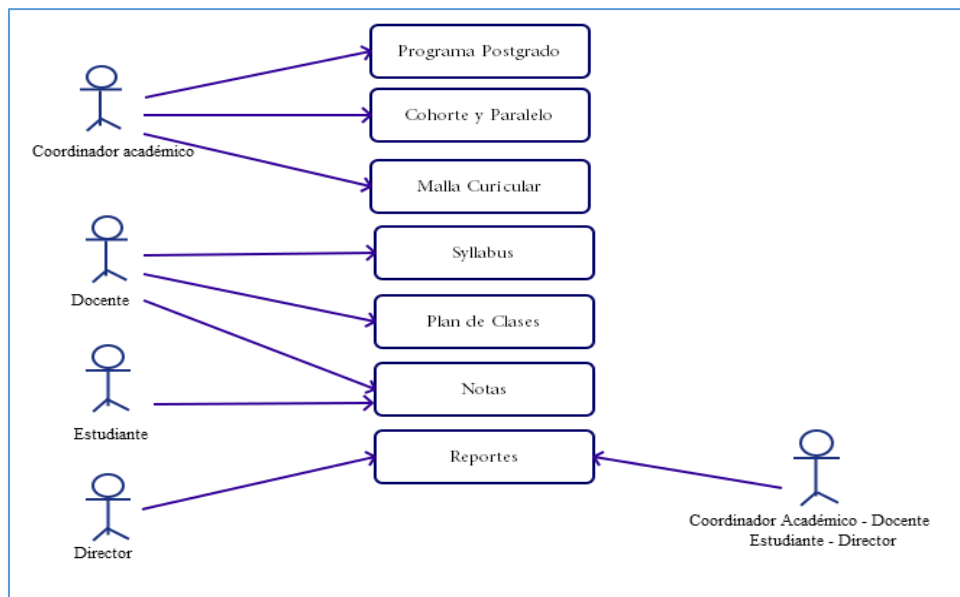 Programa Postgrado
Cohorte y Paralelo
Coordinador académico
Malla Curicular
Syllabus
Docente
Plan de Clases
Notas
Estudiante
Reportes
Coordinador Académico - Docente
Estudiante - Director
Director